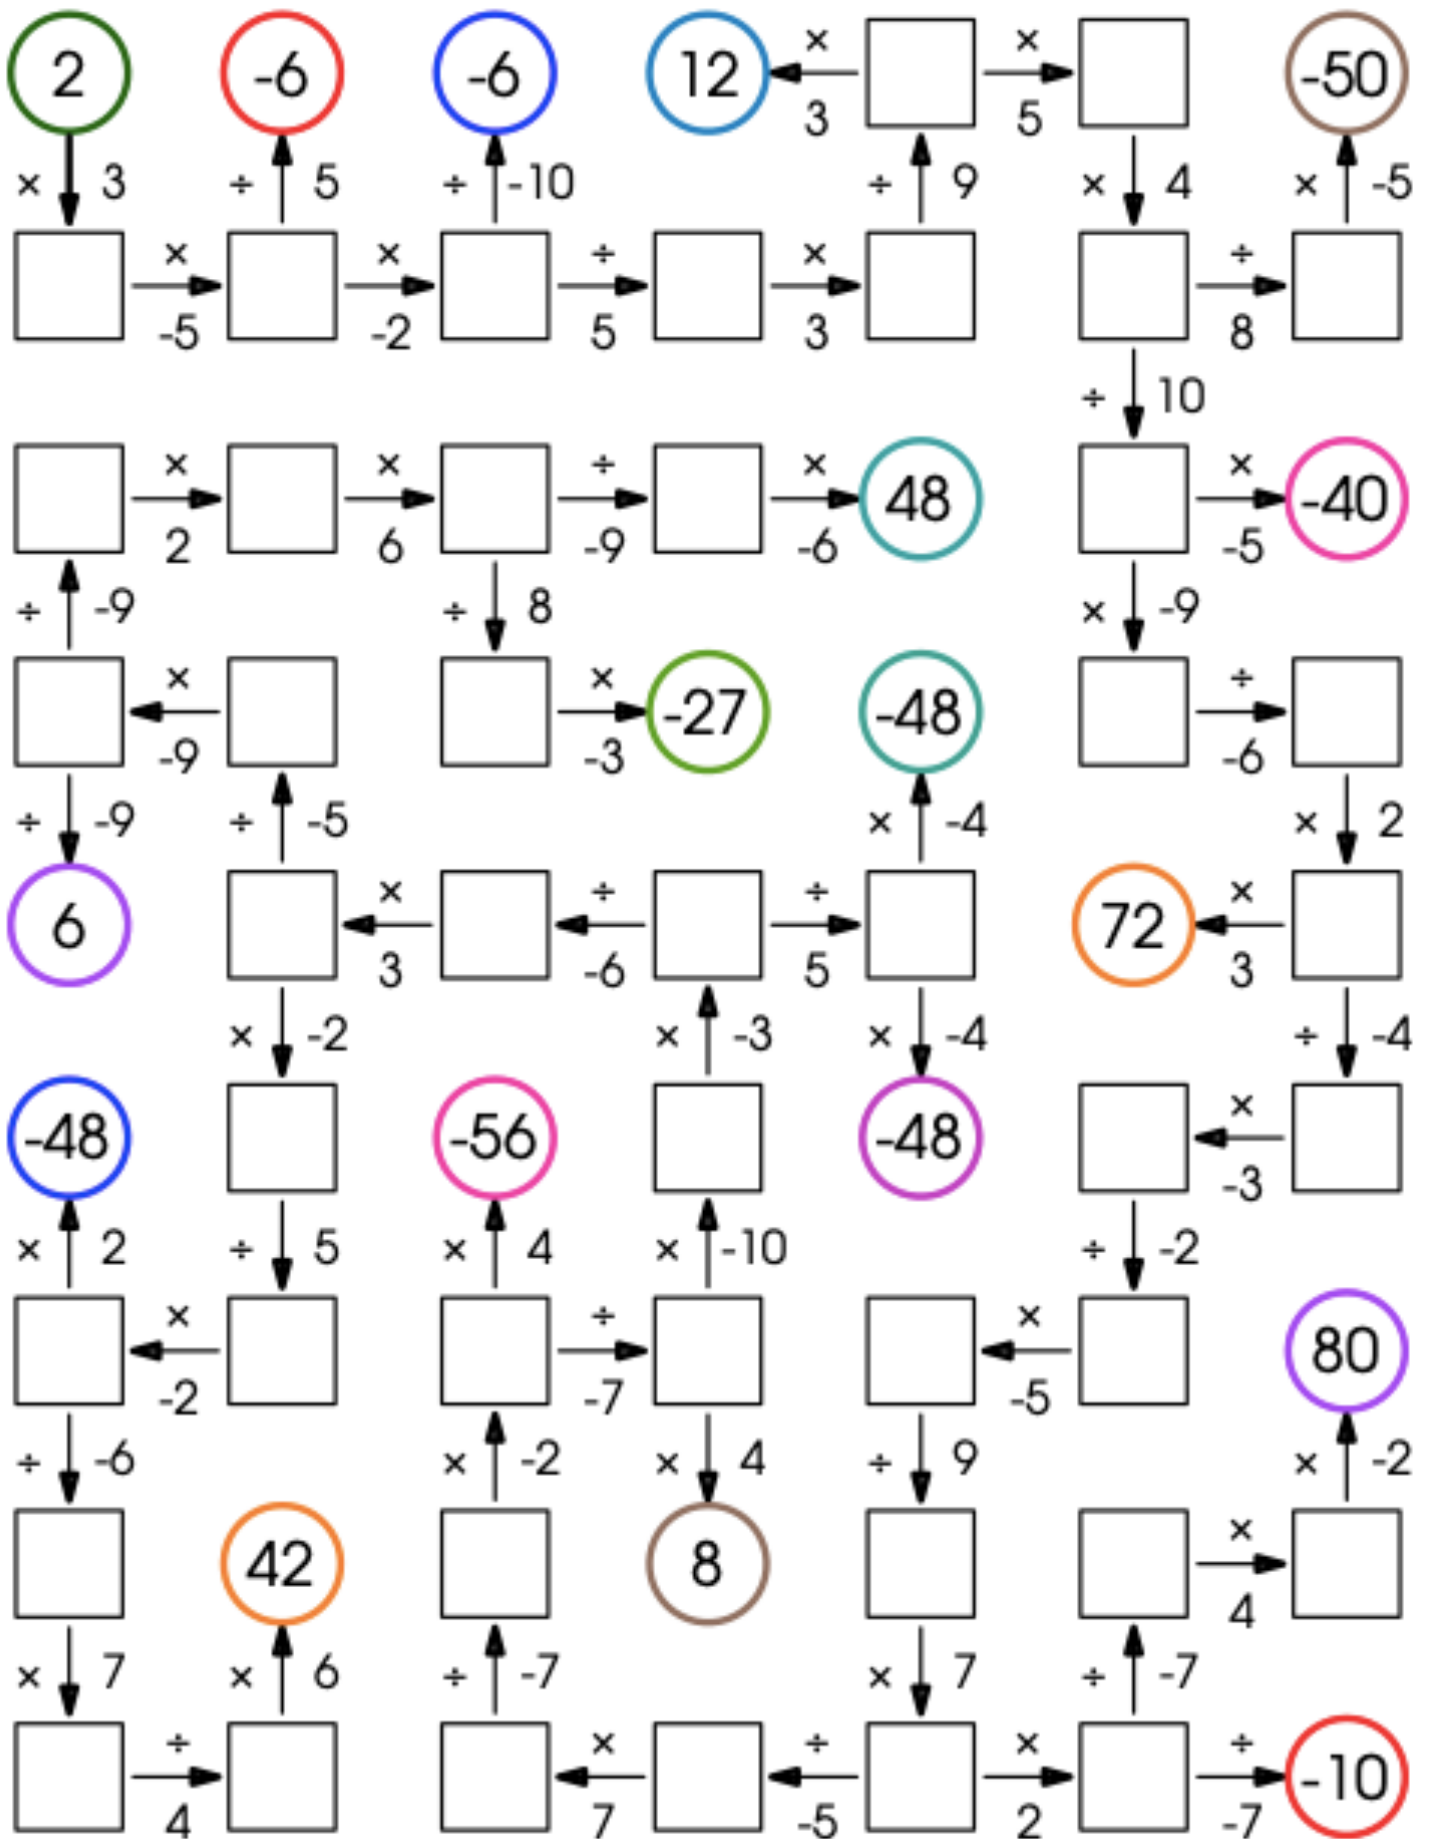 2 -6 -6 12 × 3 × 5 -50
× 3 ÷ 5 ÷ -10 ÷ 9 × 4 × -5
× -5 × -2 ÷ 5 × 3 ÷ 8
÷ 10
× 2 × 6 ÷ -9 × -6 48 × -5 -40
÷ -9 ÷ 8 × -9
× -9 × -3 -27 -48 ÷ -6
÷ -9 ÷ -5 × -4 × 2
6 × 3 ÷ -6 ÷ 5 72 × 3
× -2 × -3 × -4 ÷ -4
-48 -56 -48 × -3
× 2 ÷ 5 × 4 × -10 ÷ -2
× -2 ÷ -7 × -5 80
÷ -6 × -2 × 4 ÷ 9 × -2
42 8 × 4
× 7 × 6 ÷ -7 × 7 ÷ -7
÷ 4 × 7 ÷ -5 × 2 ÷ -7 -10